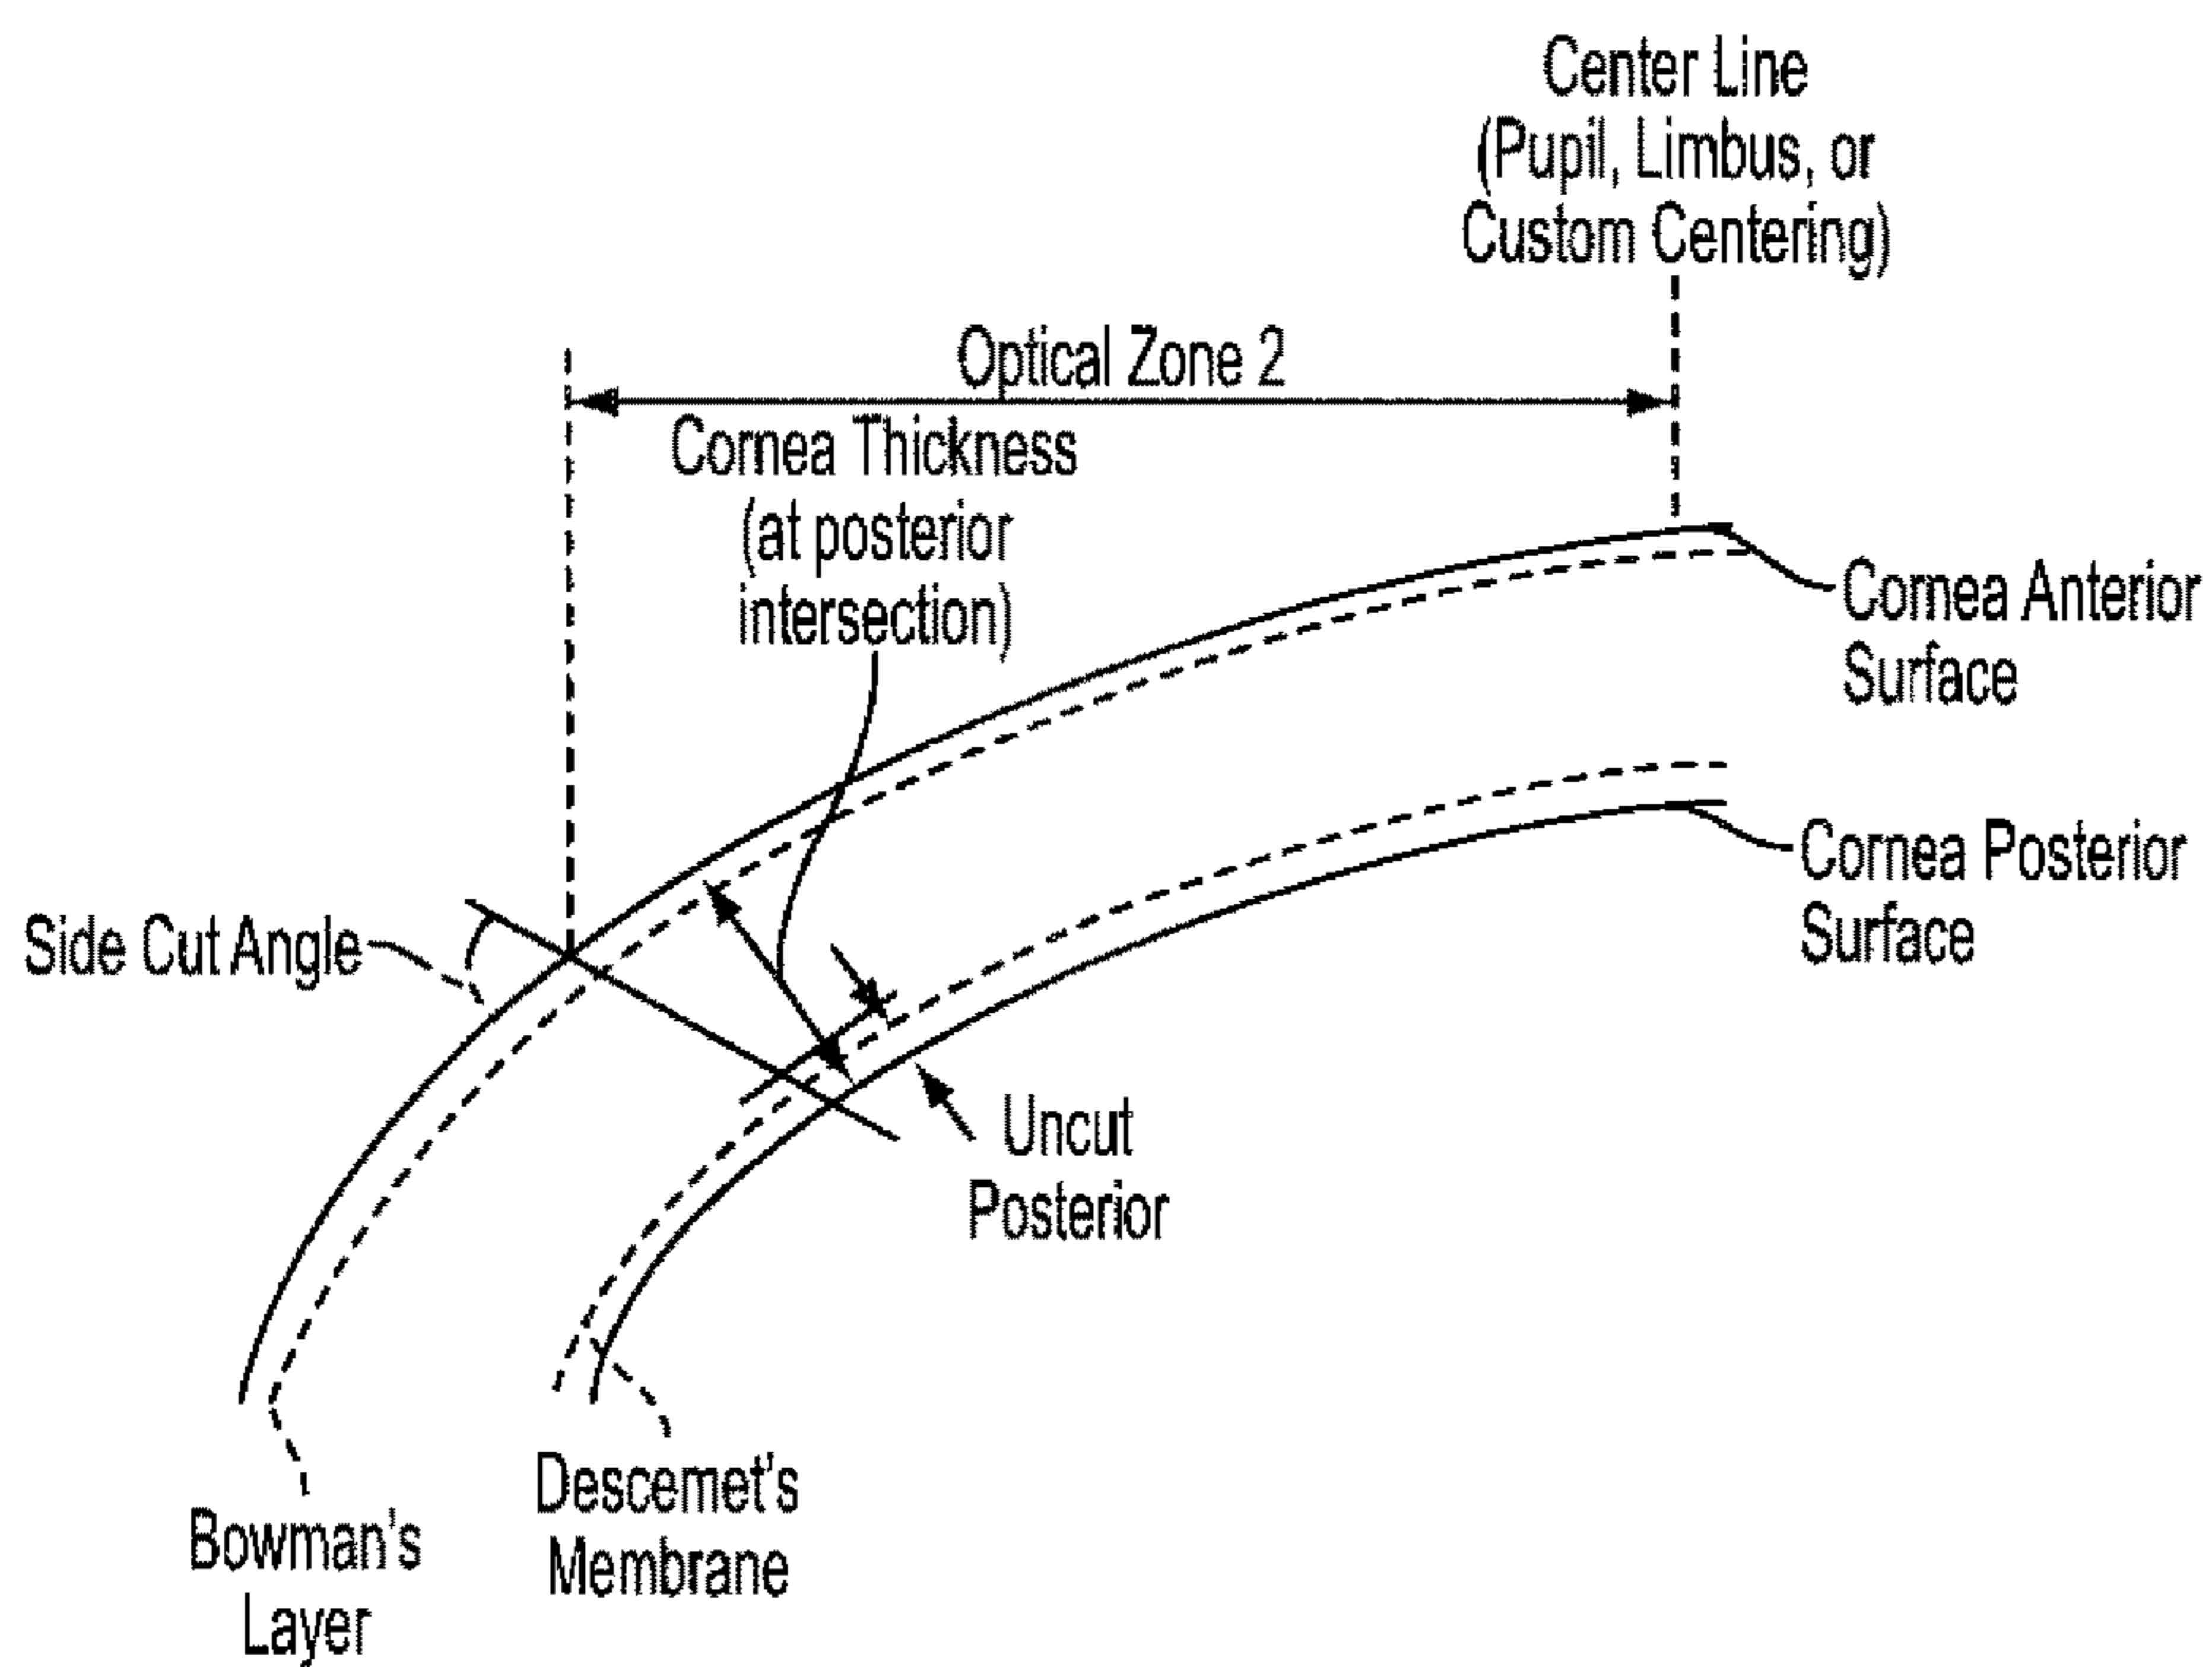 Center Line
(Pupil, Limbus, or
Custom Centering)
Optical Zone 2
Cornea Thickness
(at posterior
intersection)
Cornea Anterior
Surface
Cornea Posterior
Surface
Side Cut Angle
Uncut
Posterior
Descemet's
Membrane
Bowman's
Layer